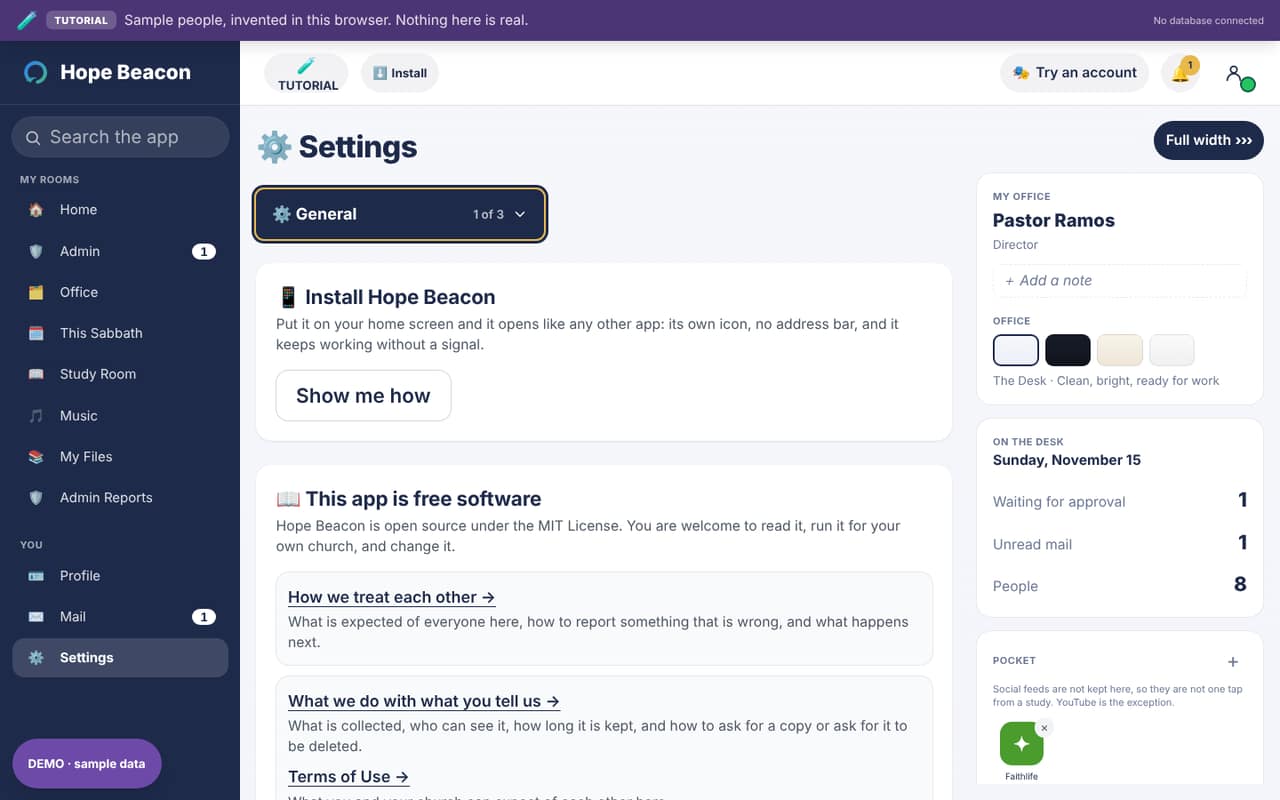 TUTORIAL Sample people, invented in this browser. Nothing here is real.
No database connected
Hope Beacon
Search the app
MY ROOMS
Home
Admin 1
Office
This Sabbath
Study Room
Music
My Files
Admin Reports
YOU
Profile
Mail 1
Settings
DEMO · sample data
TUTORIAL
Install
Try an account
1
Settings
General 1 of 3
Install Hope Beacon
Put it on your home screen and it opens like any other app: its own icon, no address bar, and it
keeps working without a signal.
Show me how
This app is free software
Hope Beacon is open source under the MIT License. You are welcome to read it, run it for your
own church, and change it.
How we treat each other →
What is expected of everyone here, how to report something that is wrong, and what happens
next.
What we do with what you tell us →
What is collected, who can see it, how long it is kept, and how to ask for a copy or ask for it to
be deleted.
Terms of Use →
Full width ›››
MY OFFICE
Pastor Ramos
Director
+ Add a note
OFFICE
The Desk · Clean, bright, ready for work
ON THE DESK
Sunday, November 15
Waiting for approval 1
Unread mail 1
People 8
POCKET +
Social feeds are not kept here, so they are not one tap
from a study. YouTube is the exception.
×
Faithlife